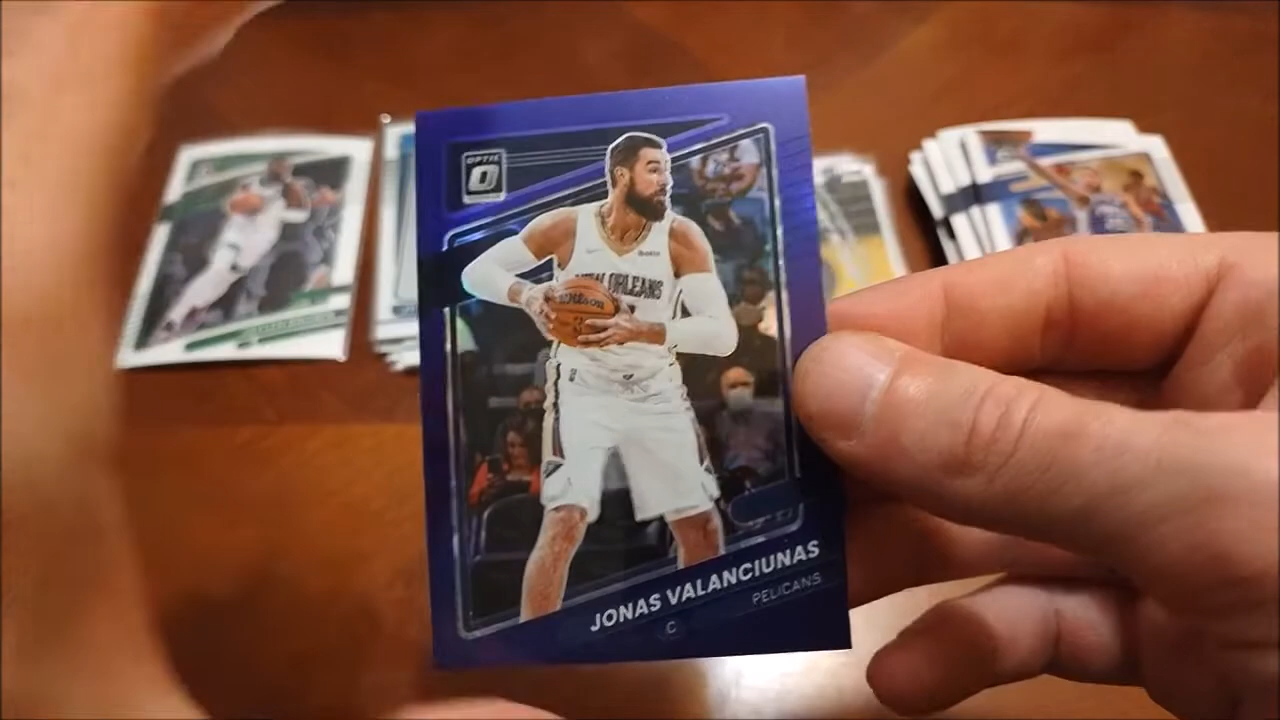 OPTIC
NEW ORLEANS
Wilson
JONAS VALANCIUNAS
PELICANS
C